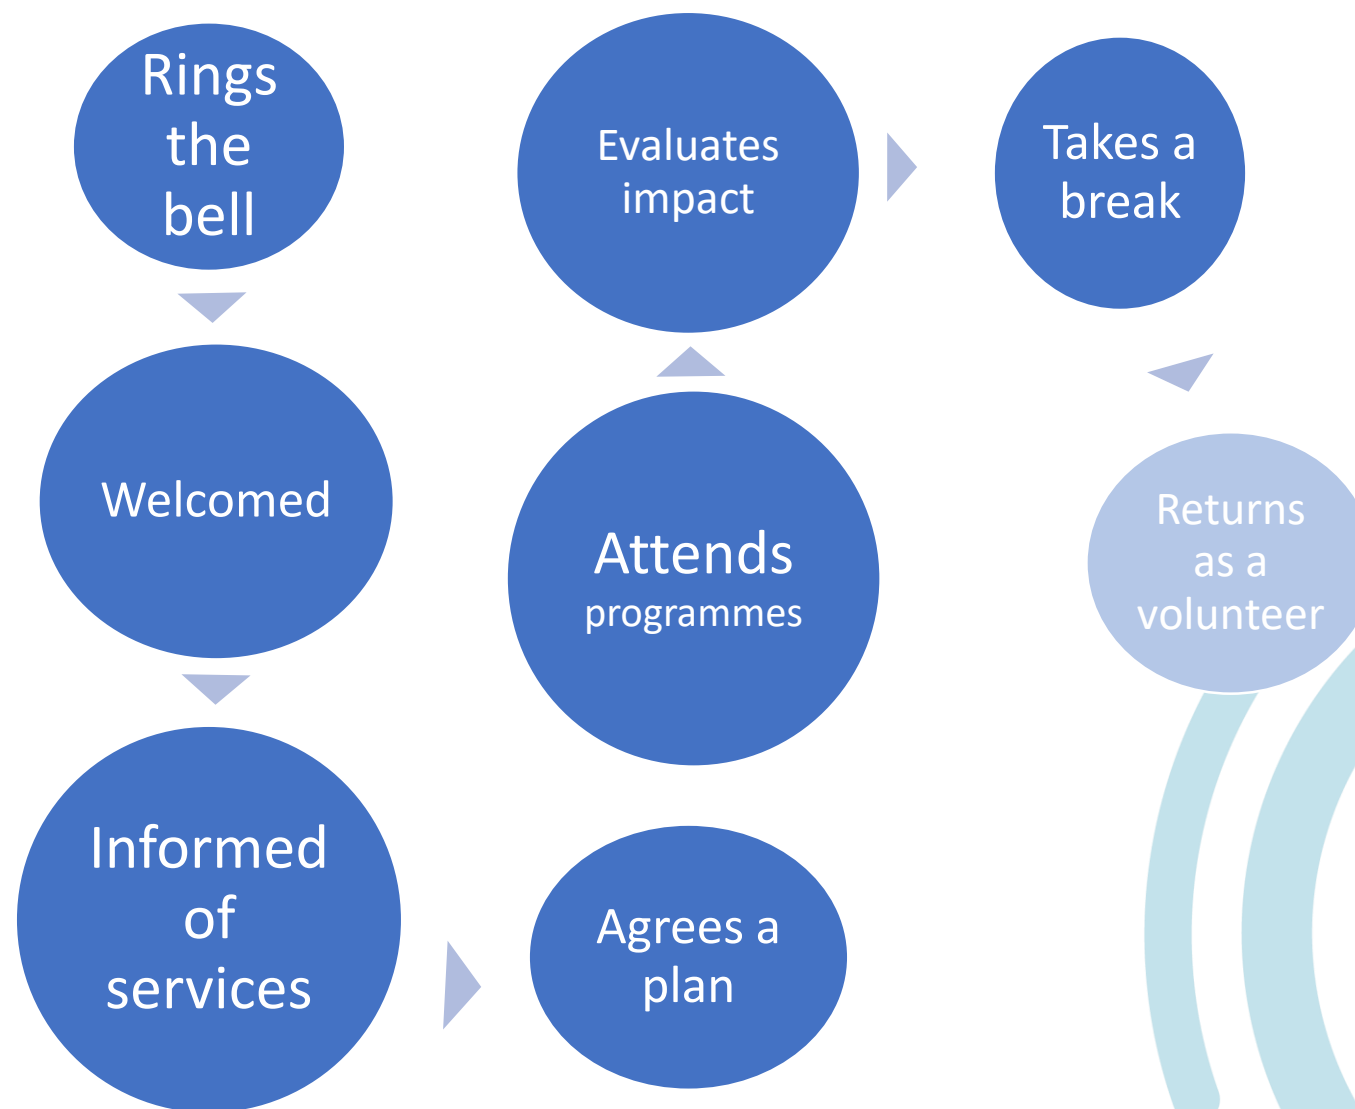 Rings
the
bell
Welcomed
Informed
of
services
Agrees a
plan
Attends
programmes
Evaluates
impact
Takes a
break
Returns
as a
volunteer